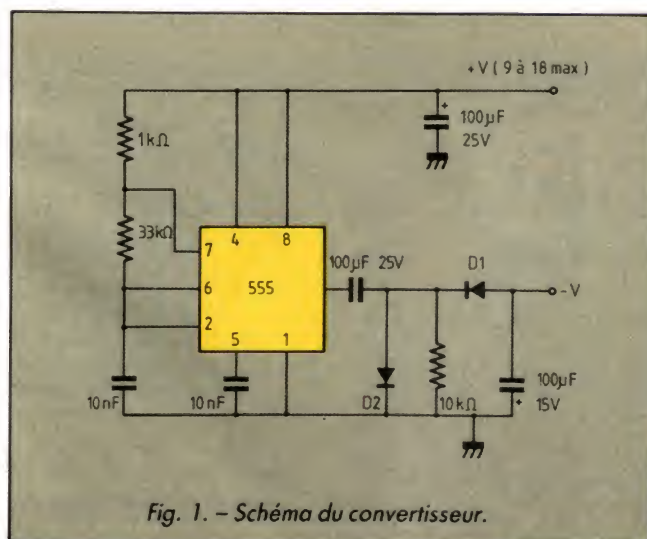 +V ( 9 à 18 max )
100µF
25V
1kΩ
33kΩ
7
4
8
6
555
2
5
1
100µF 25V
D1
-V
D2
10kΩ
100µF
15V
10nF
10nF
Fig. 1. – Schéma du convertisseur.